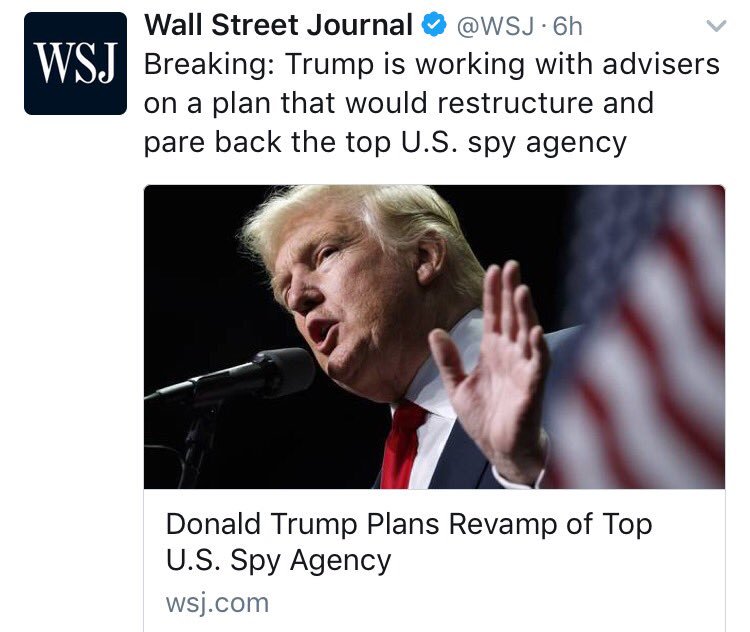 WSJ
Wall Street Journal @WSJ · 6h
Breaking: Trump is working with advisers
on a plan that would restructure and
pare back the top U.S. spy agency
Donald Trump Plans Revamp of Top
U.S. Spy Agency
wsj.com